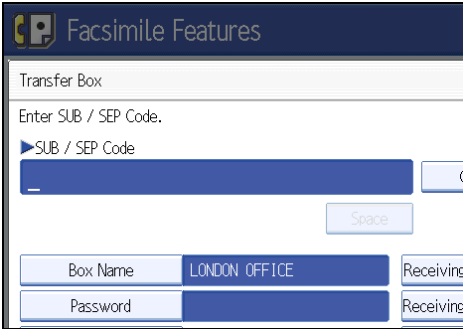 Facsimile Features
Transfer Box
Enter SUB / SEP Code.
▶SUB / SEP Code
_
Space
Box Name LONDON OFFICE Receiving
Password Receiving